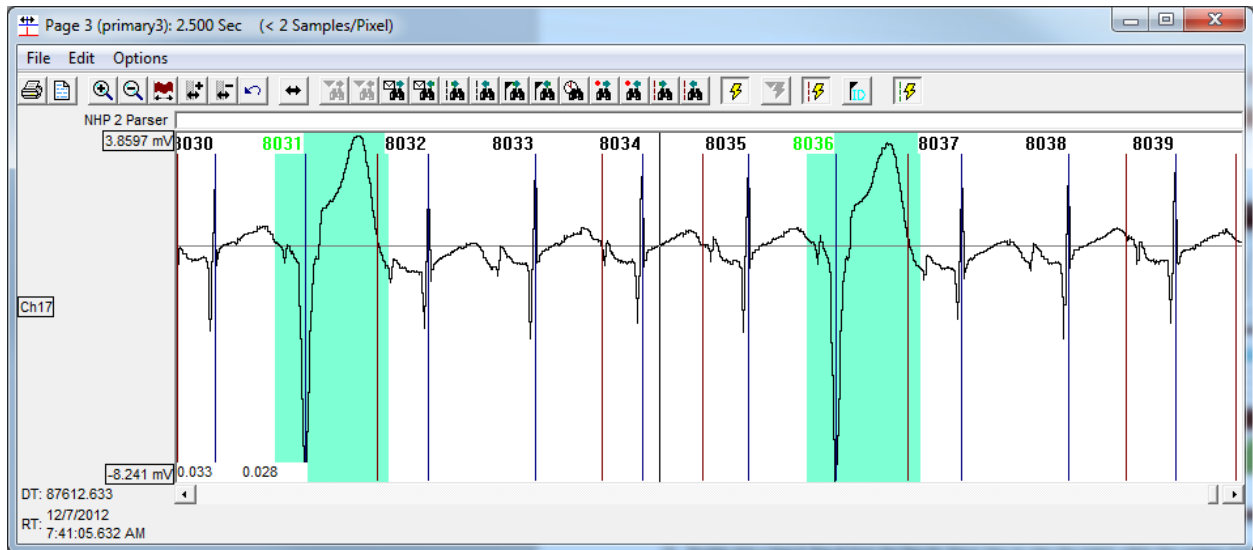 Page 3 (primary3): 2.500 Sec (< 2 Samples/Pixel)
File Edit Options
ID
NHP 2 Parser
3.8597 mV
8030 8031 8032 8033 8034 8035 8036 8037 8038 8039
Ch17
-8.241 mV 0.033 0.028
DT: 87612.633
RT: 12/7/2012
7:41:05.632 AM